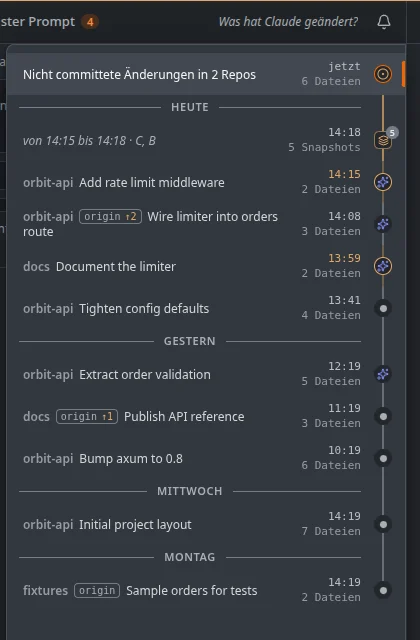 ster Prompt 4 Was hat Claude geändert?
Nicht committete Änderungen in 2 Repos jetzt
6 Dateien
HEUTE
von 14:15 bis 14:18 · C, B 14:18
5 Snapshots 5
orbit-api Add rate limit middleware 14:15
2 Dateien
orbit-api origin ↑2 Wire limiter into orders 14:08
route 3 Dateien
docs Document the limiter 13:59
2 Dateien
orbit-api Tighten config defaults 13:41
4 Dateien
GESTERN
orbit-api Extract order validation 12:19
5 Dateien
docs origin ↑1 Publish API reference 11:19
3 Dateien
orbit-api Bump axum to 0.8 10:19
6 Dateien
MITTWOCH
orbit-api Initial project layout 14:19
7 Dateien
MONTAG
fixtures origin Sample orders for tests 14:19
2 Dateien